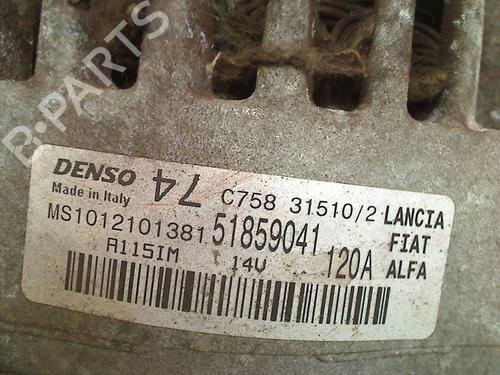 B-PARTS
DENSO 74 C758 31510/2 LANCIA
Made in Italy
MS1012101381 51859041 FIAT
A115IM 14V 120A ALFA